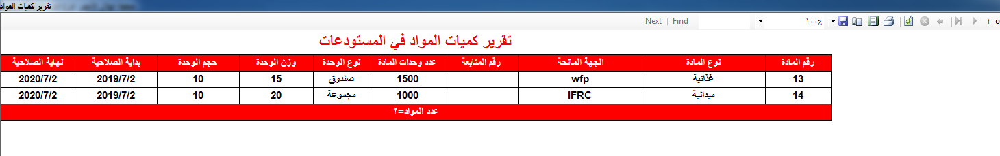 تقرير كميات المواد
Next | Find ١٠٠٪ ١ o
تقرير كميات المواد في المستودعات
رقم المادة نوع المادة الجهة المانحة رقم المتابعة عدد وحدات المادة نوع الوحدة وزن الوحدة حجم الوحدة بداية الصلاحية نهاية الصلاحية
13 غذائية wfp 1500 صندوق 15 10 2019/7/2 2020/7/2
14 ميدانية IFRC 1000 مجموعة 20 10 2019/7/2 2020/7/2
عدد المواد=٢